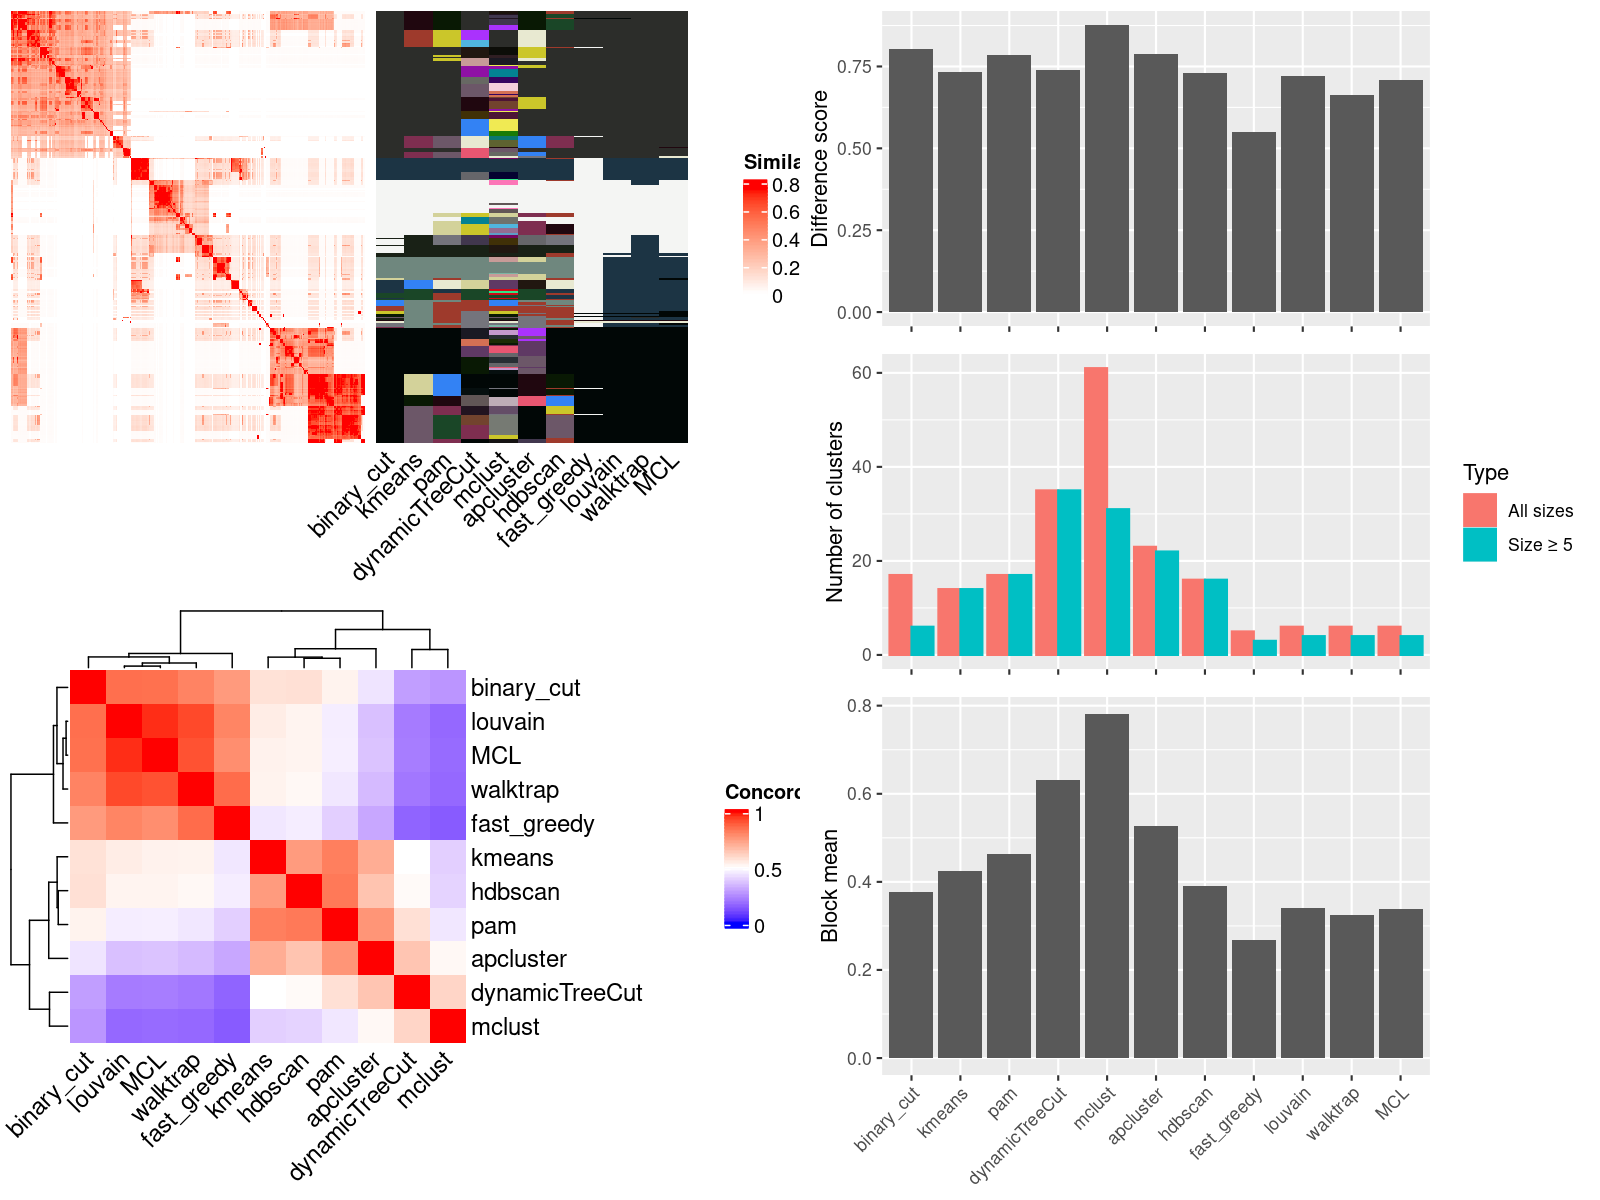 Simila
0.8
0.6
0.4
0.2
0
binary_cut
kmeans
pam
dynamicTreeCut
mclust
apcluster
hdbscan
fast_greedy
louvain
walktrap
MCL
Difference score
0.75
0.50
0.25
0.00
Number of clusters
60
40
20
0
Type
All sizes
Size ≥ 5
binary_cut
louvain
MCL
walktrap
fast_greedy
kmeans
hdbscan
pam
apcluster
dynamicTreeCut
mclust
binary_cut
louvain
MCL
walktrap
fast_greedy
kmeans
hdbscan
pam
apcluster
dynamicTreeCut
mclust
Concord
1
0.5
0
Block mean
0.8
0.6
0.4
0.2
0.0
binary_cut
kmeans
pam
dynamicTreeCut
mclust
apcluster
hdbscan
fast_greedy
louvain
walktrap
MCL